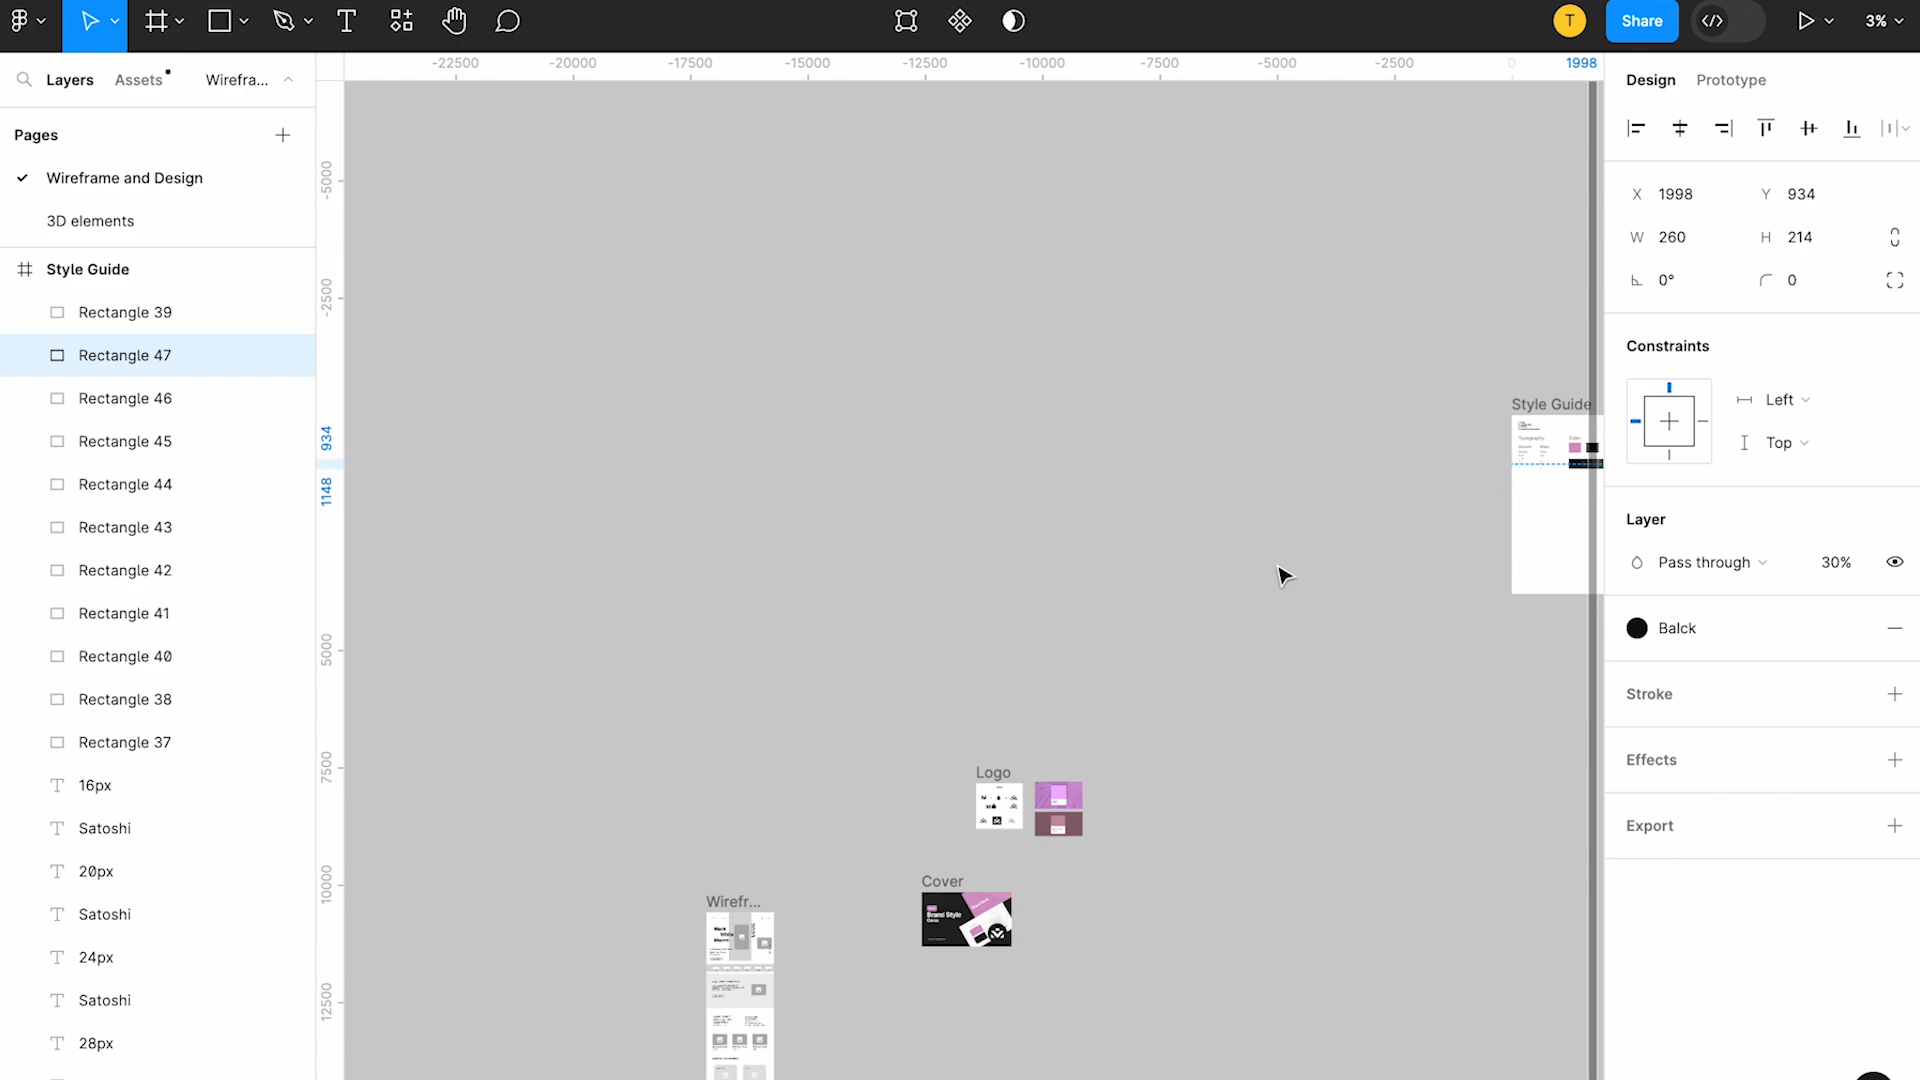 T
Share
3%
Layers
Assets
Wirefra...
Pages
Wireframe and Design
3D elements
Style Guide
Rectangle 39
Rectangle 47
Rectangle 46
Rectangle 45
Rectangle 44
Rectangle 43
Rectangle 42
Rectangle 41
Rectangle 40
Rectangle 38
Rectangle 37
16px
Satoshi
20px
Satoshi
24px
Satoshi
28px
-22500 -20000 -17500 -15000 -12500 -10000 -7500 -5000 -2500 0 1998
-5000
-2500
934
1148
5000
7500
10000
12500
Style Guide
Typography
Color
Logo
Cover
Brand Style
Wirefr...
Design
Prototype
X 1998 Y 934
W 260 H 214
0° 0
Constraints
Left
Top
Layer
Pass through 30%
Balck
Stroke
Effects
Export